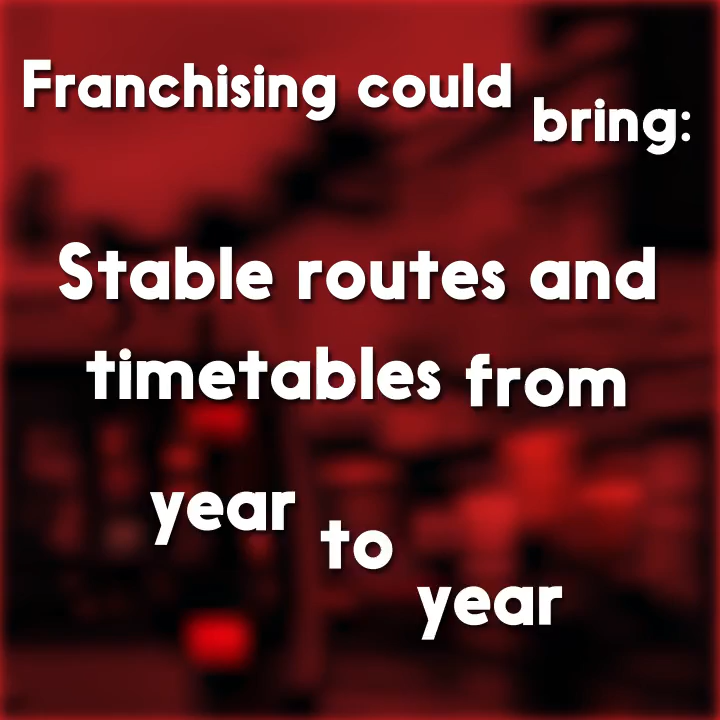 Franchising could bring:
Stable routes and
timetables from
year to year